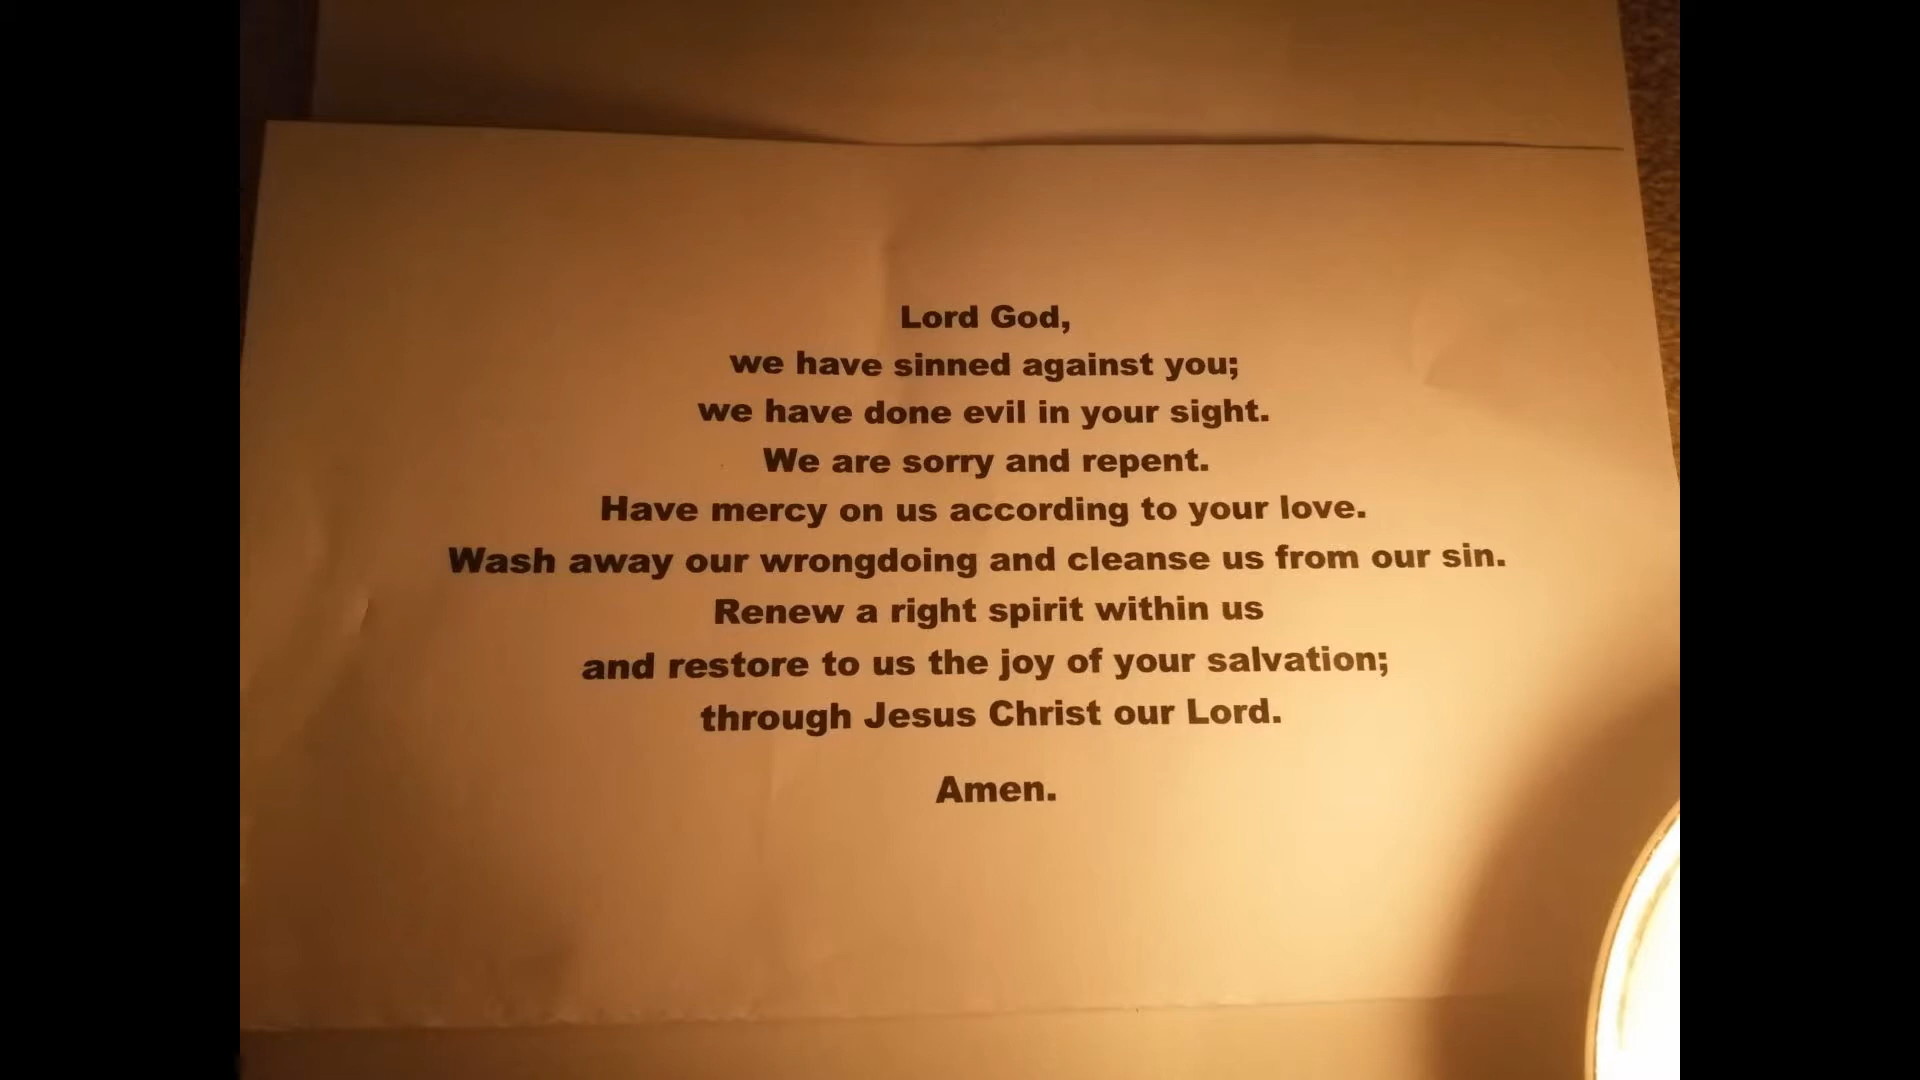 Lord God,
we have sinned against you;
we have done evil in your sight.
We are sorry and repent.
Have mercy on us according to your love.
Wash away our wrongdoing and cleanse us from our sin.
Renew a right spirit within us
and restore to us the joy of your salvation;
through Jesus Christ our Lord.
Amen.